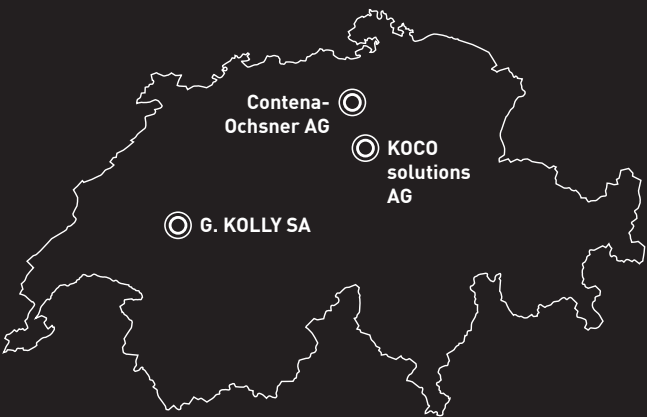 Contena-
Ochsner AG
KOCO
solutions
AG
G. KOLLY SA